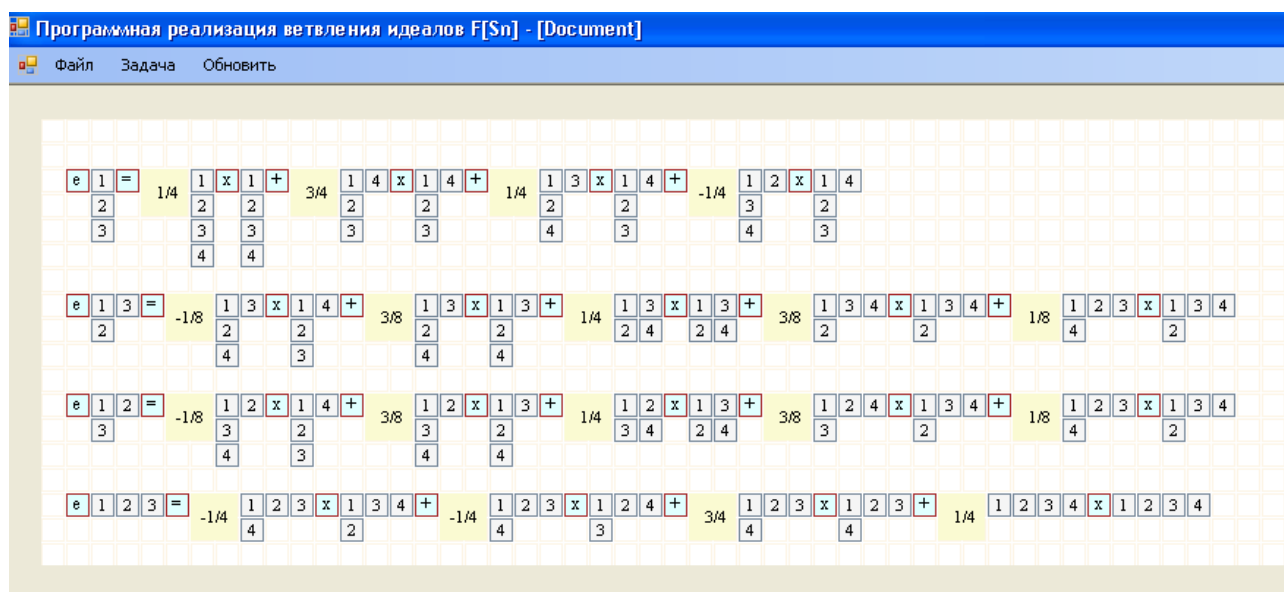 Программная реализация ветвления идеалов F[Sn] - [Document]
Файл Задача Обновить
e 1 = 1/4 1 x 1 + 3/4 1 4 x 1 4 + 1/4 1 3 x 1 4 + -1/4 1 2 x 1 4
2 2 2 2 2 2 2 3 2
3 3 3 3 3 4 3 4 3
4 4
e 1 3 = -1/8 1 3 x 1 4 + 3/8 1 3 x 1 3 + 1/4 1 3 x 1 3 + 3/8 1 3 4 x 1 3 4 + 1/8 1 2 3 x 1 3 4
2 2 2 2 2 2 4 2 4 2 2 4 2
4 3 4 4
e 1 2 = -1/8 1 2 x 1 4 + 3/8 1 2 x 1 3 + 1/4 1 2 x 1 3 + 3/8 1 2 4 x 1 3 4 + 1/8 1 2 3 x 1 3 4
3 3 2 3 2 3 4 2 4 3 2 4 2
4 3 4 4
e 1 2 3 = -1/4 1 2 3 x 1 3 4 + -1/4 1 2 3 x 1 2 4 + 3/4 1 2 3 x 1 2 3 + 1/4 1 2 3 4 x 1 2 3 4
4 2 4 3 4 4